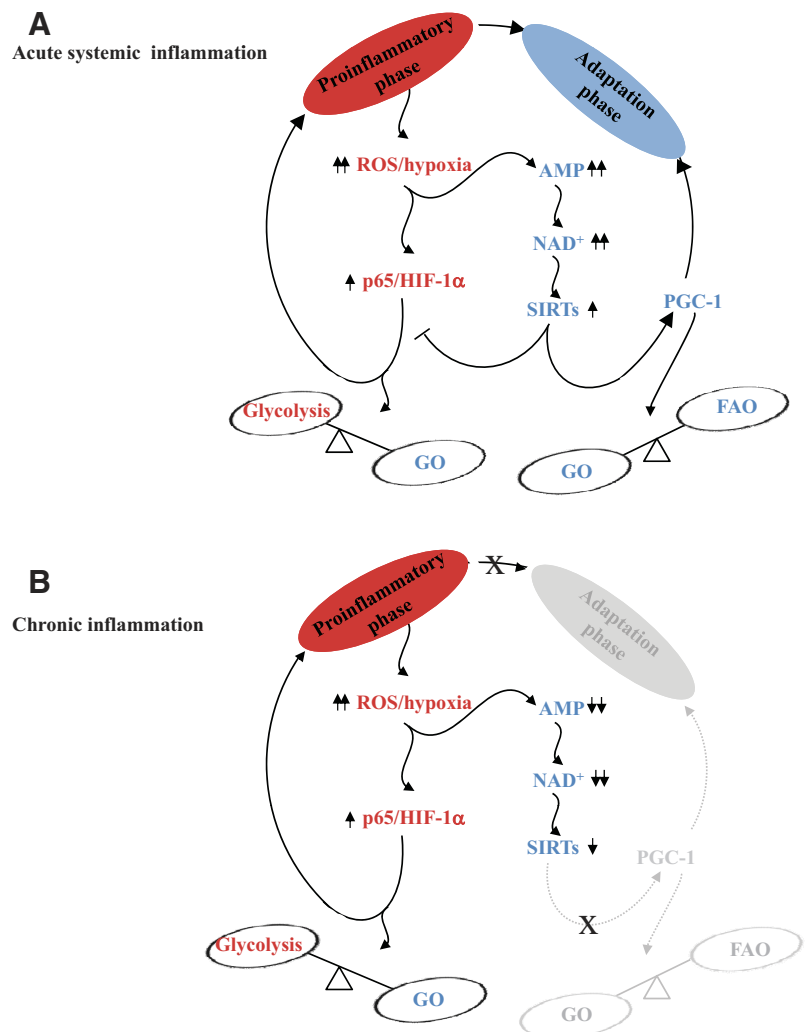 A
Acute systemic inflammation
Proinflammatory
phase
Adaptation
phase
ROS/hypoxia
AMP
NAD+
p65/HIF-1α
SIRTs
PGC-1
Glycolysis
GO
FAO
GO
B
Chronic inflammation
Proinflammatory
phase
X
Adaptation
phase
ROS/hypoxia
AMP
NAD+
p65/HIF-1α
SIRTs
PGC-1
X
Glycolysis
GO
FAO
GO